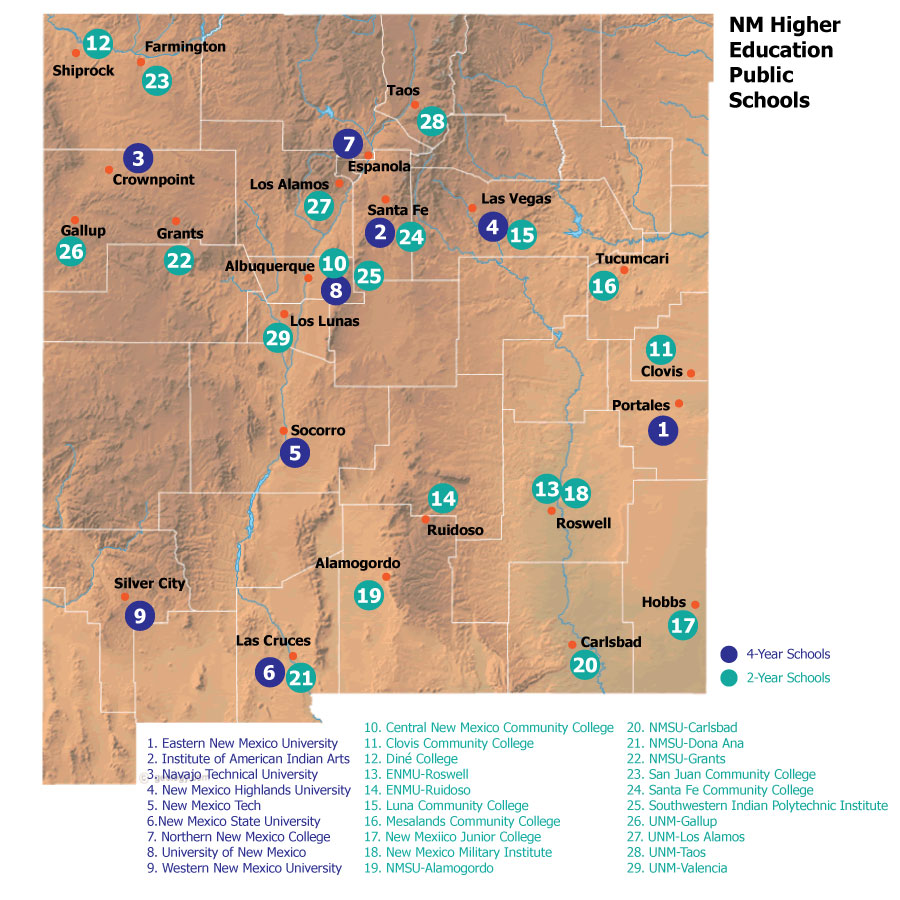 NM Higher
Education
Public
Schools
12
Farmington
Shiprock
23
Taos
28
7
3
Espanola
Crownpoint
Los Alamos
27
Las Vegas
Santa Fe
Gallup
Grants
2
24
4
15
26
22
Albuquerque
10
25
8
Tucumcari
16
Los Lunas
29
11
Clovis
Portales
1
Socorro
5
14
13
18
Ruidoso
Roswell
Alamogordo
19
Silver City
9
Hobbs
17
Las Cruces
6
21
Carlsbad
20
4-Year Schools
2-Year Schools
1. Eastern New Mexico University
2. Institute of American Indian Arts
3. Navajo Technical University
4. New Mexico Highlands University
5. New Mexico Tech
6.New Mexico State University
7. Northern New Mexico College
8. University of New Mexico
9. Western New Mexico University
10. Central New Mexico Community College
11. Clovis Community College
12. Diné College
13. ENMU-Roswell
14. ENMU-Ruidoso
15. Luna Community College
16. Mesalands Community College
17. New Mexico Junior College
18. New Mexico Military Institute
19. NMSU-Alamogordo
20. NMSU-Carlsbad
21. NMSU-Dona Ana
22. NMSU-Grants
23. San Juan Community College
24. Santa Fe Community College
25. Southwestern Indian Polytechnic Institute
26. UNM-Gallup
27. UNM-Los Alamos
28. UNM-Taos
29. UNM-Valencia